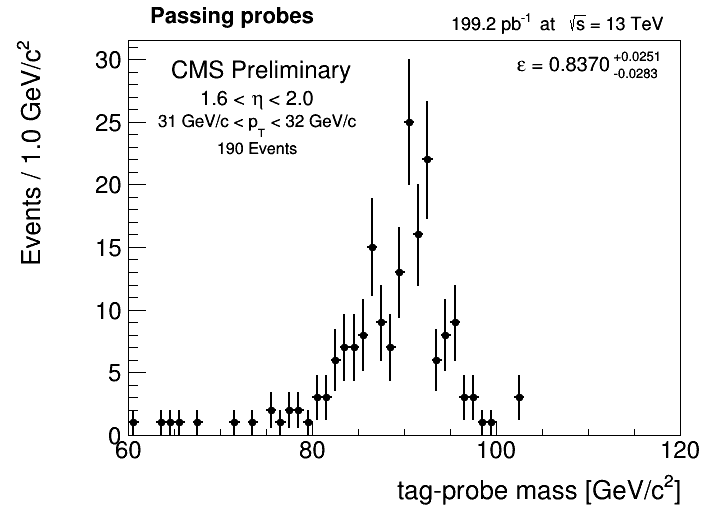 Passing probes
199.2 pb⁻¹ at √s = 13 TeV
CMS Preliminary
1.6 < η < 2.0
31 GeV/c < p_T < 32 GeV/c
190 Events
ε = 0.8370 +0.0251 -0.0283
Events / 1.0 GeV/c²
30
25
20
15
10
5
0
60 80 100 120
tag-probe mass [GeV/c²]